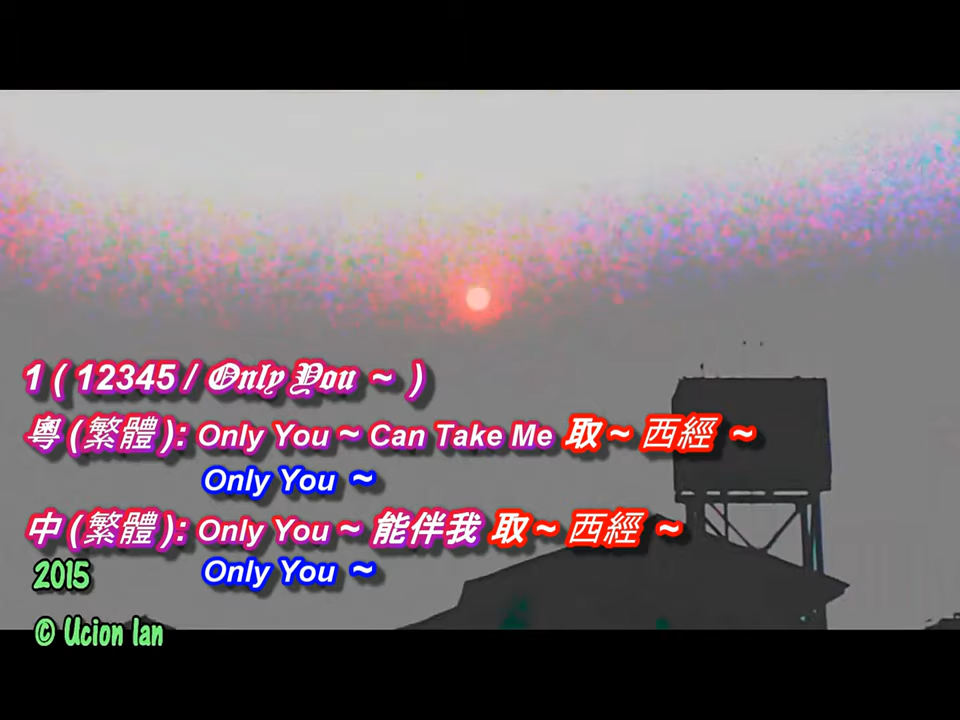 1 ( 12345 / Only You ~ )
粵 (繁體): Only You ~ Can Take Me 取 ~ 西經 ~
Only You ~
中 (繁體): Only You ~ 能伴我 取 ~ 西經 ~
Only You ~
2015
© Ucion Ian